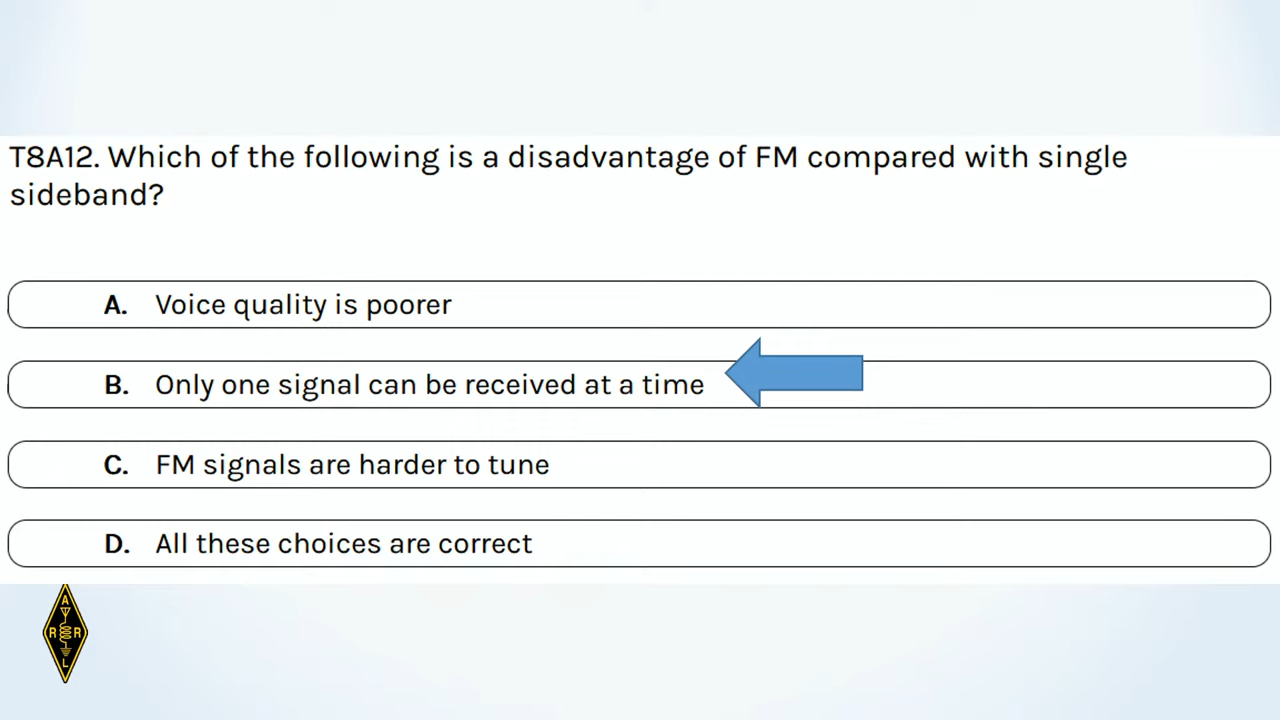 T8A12. Which of the following is a disadvantage of FM compared with single
sideband?
A. Voice quality is poorer
B. Only one signal can be received at a time
C. FM signals are harder to tune
D. All these choices are correct
A
R R
L